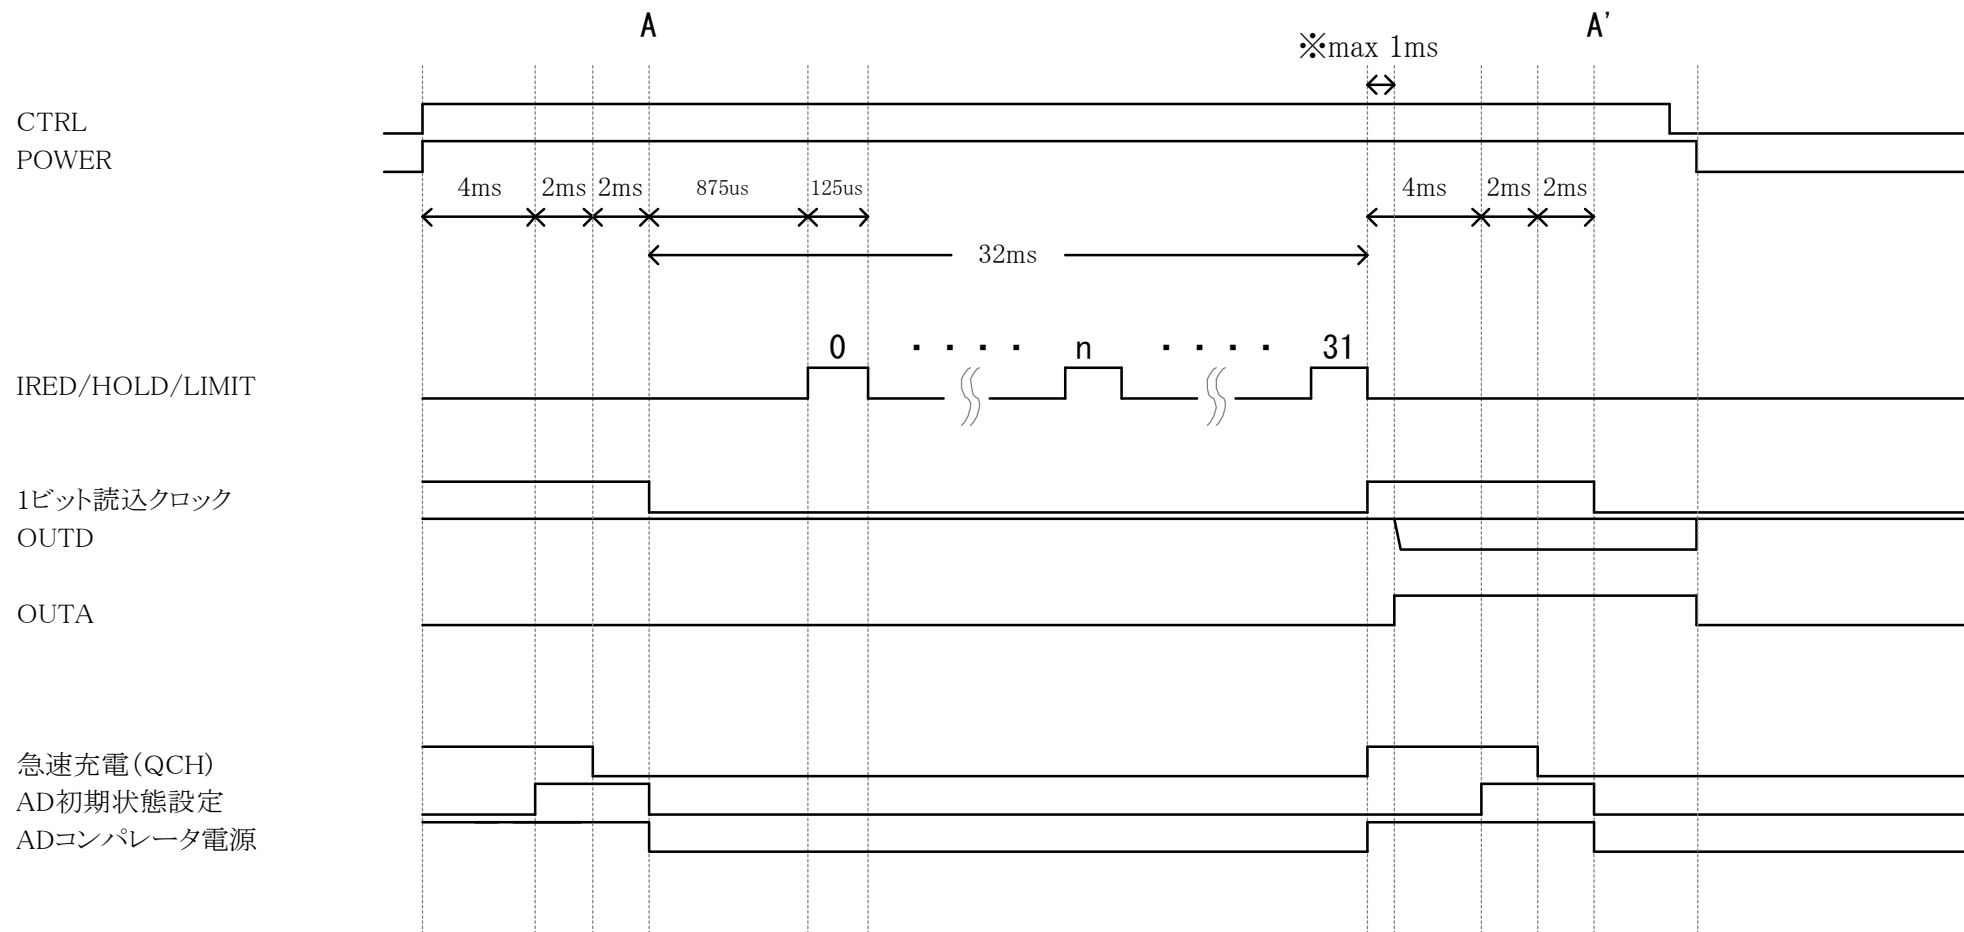 A A'
※max 1ms
CTRL
POWER
4ms 2ms 2ms 875us 125us 4ms 2ms 2ms
32ms
0 ・・・・ n ・・・・ 31
IRED/HOLD/LIMIT
1ビット読込クロック
OUTD
OUTA
急速充電(QCH)
AD初期状態設定
ADコンパレータ電源